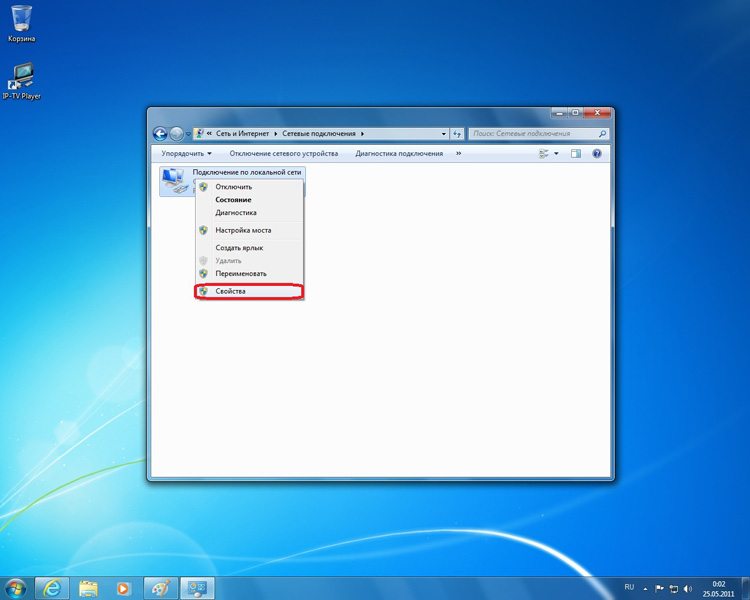 Корзина
IP-TV Player
« Сеть и Интернет Сетевые подключения
Поиск: Сетевые подключения
Упорядочить Отключение сетевого устройства Диагностика подключения »
Подключение по локальной сети
Отключить
Состояние
Диагностика
Настройка моста
Создать ярлык
Удалить
Переименовать
Свойства
RU
0:02
25.05.2011